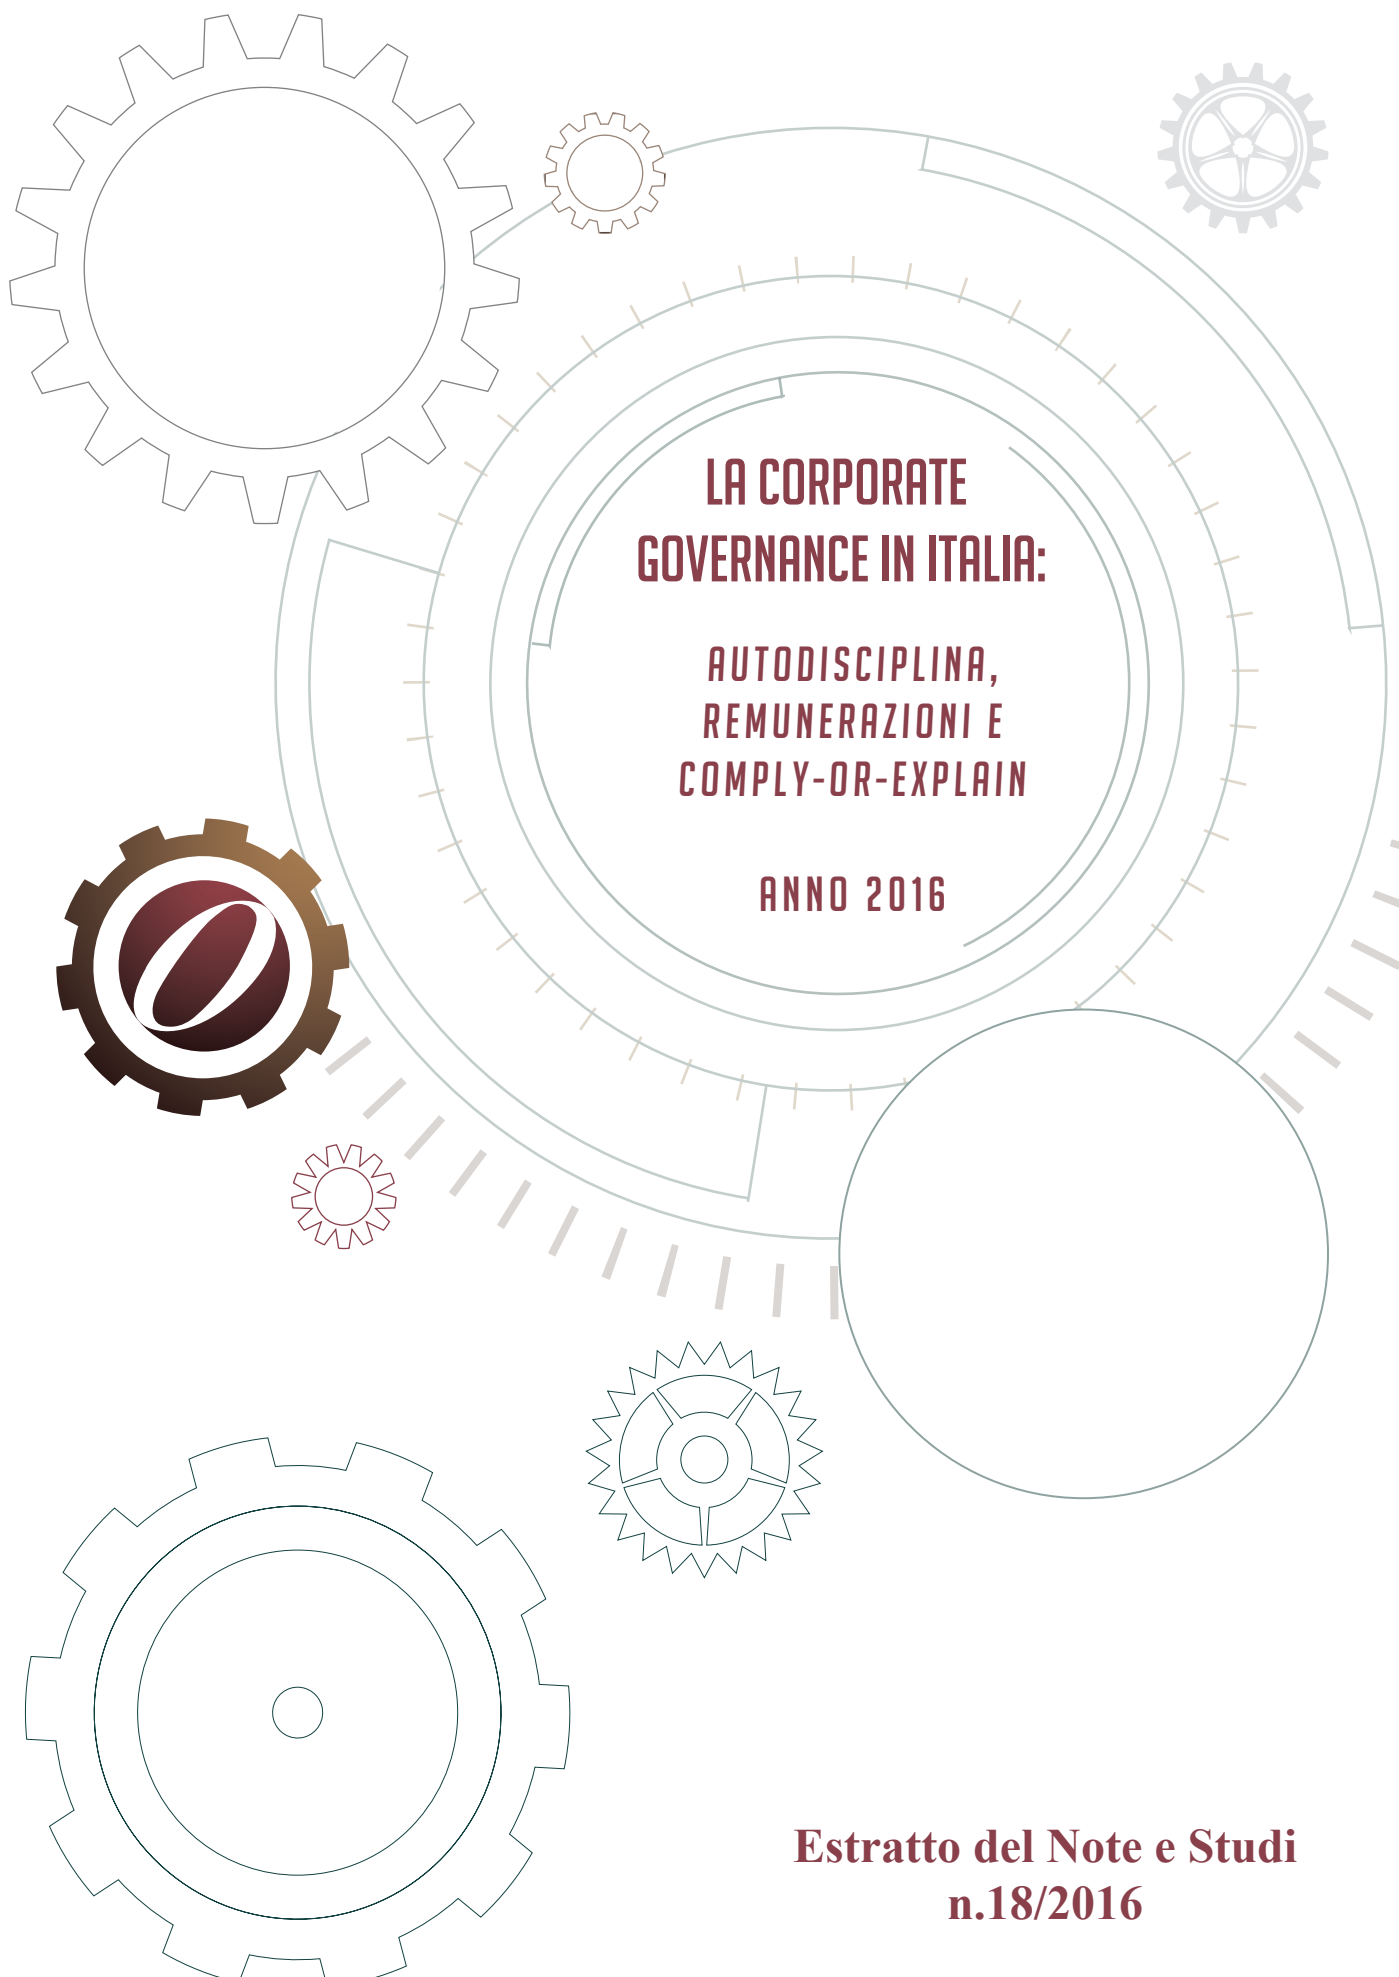 LA CORPORATE
GOVERNANCE IN ITALIA:
AUTODISCIPLINA,
REMUNERAZIONI E
COMPLY-OR-EXPLAIN
ANNO 2016
Estratto del Note e Studi
n.18/2016